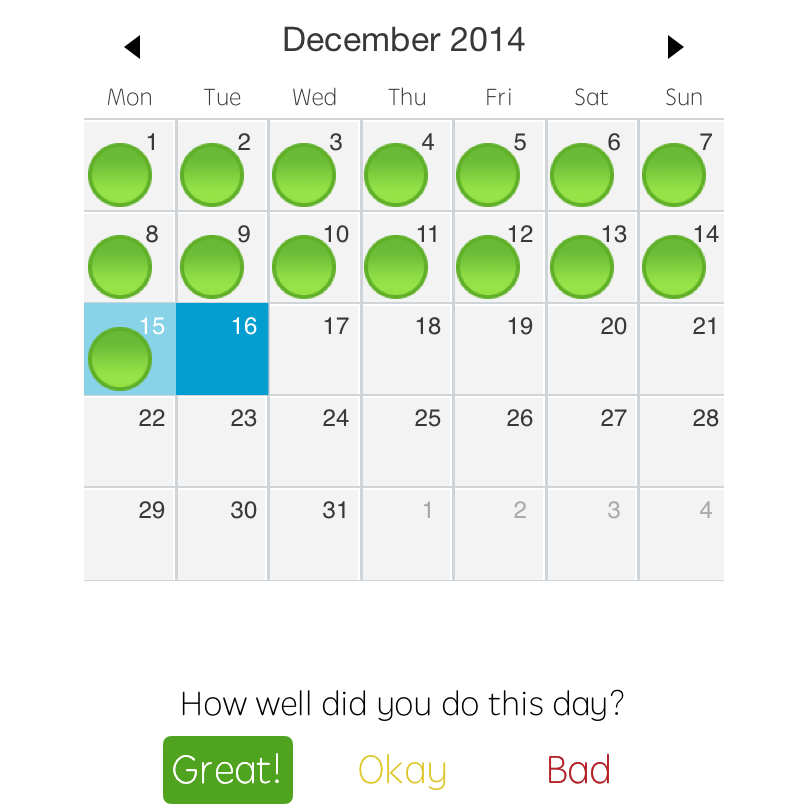 December 2014
Mon Tue Wed Thu Fri Sat Sun
1 2 3 4 5 6 7
8 9 10 11 12 13 14
15 16 17 18 19 20 21
22 23 24 25 26 27 28
29 30 31 1 2 3 4
How well did you do this day?
Great! Okay Bad